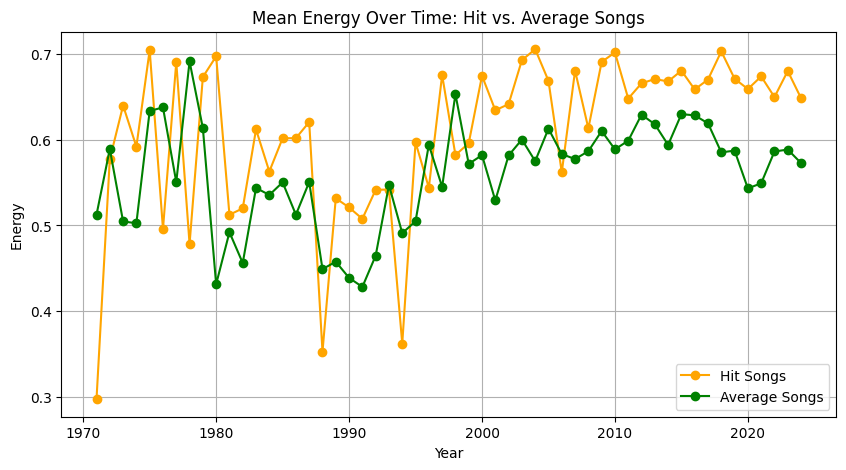 Mean Energy Over Time: Hit vs. Average Songs
Energy
0.7
0.6
0.5
0.4
0.3
1970
1980
1990
2000
2010
2020
Year
Hit Songs
Average Songs